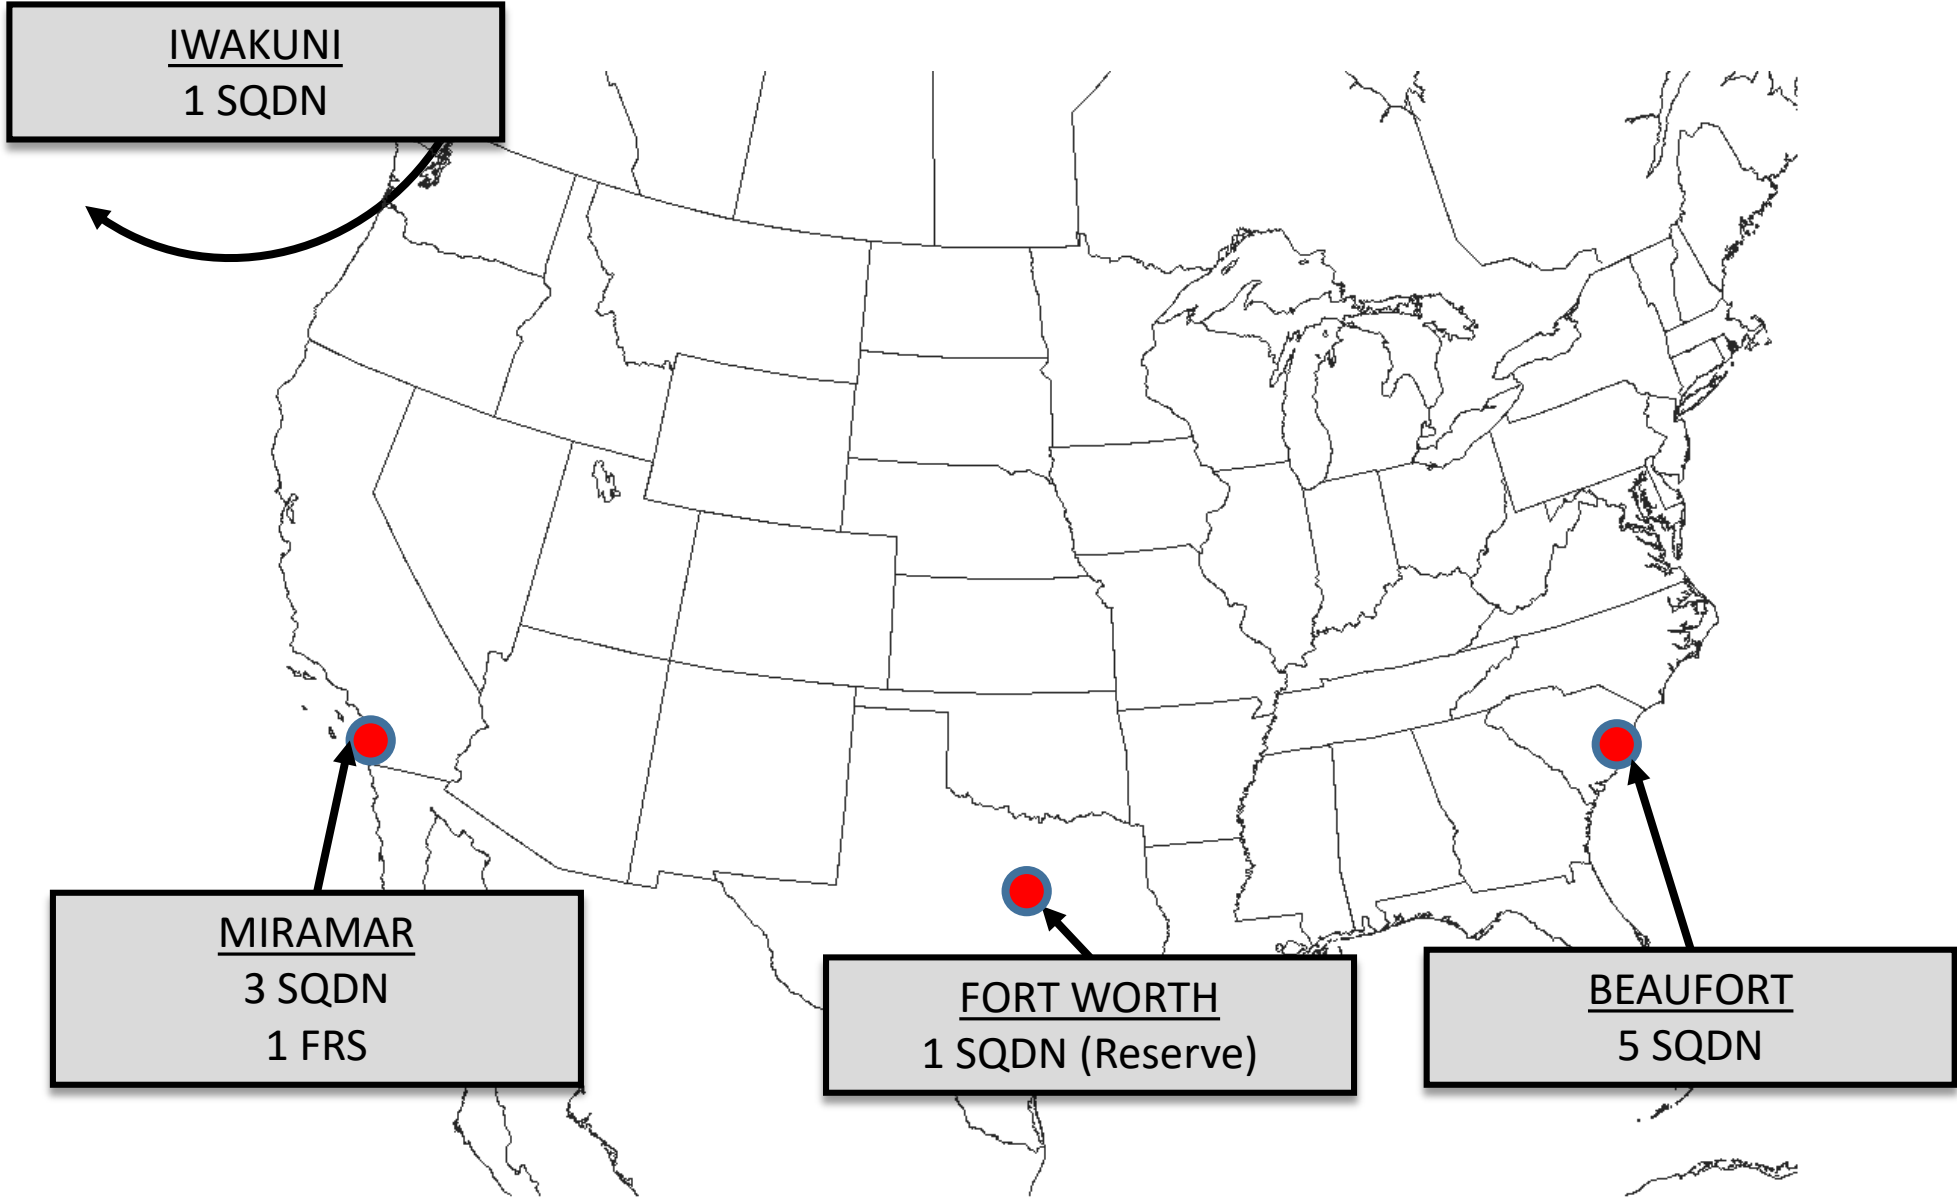 IWAKUNI
1 SQDN
MIRAMAR
3 SQDN
1 FRS
FORT WORTH
1 SQDN (Reserve)
BEAUFORT
5 SQDN